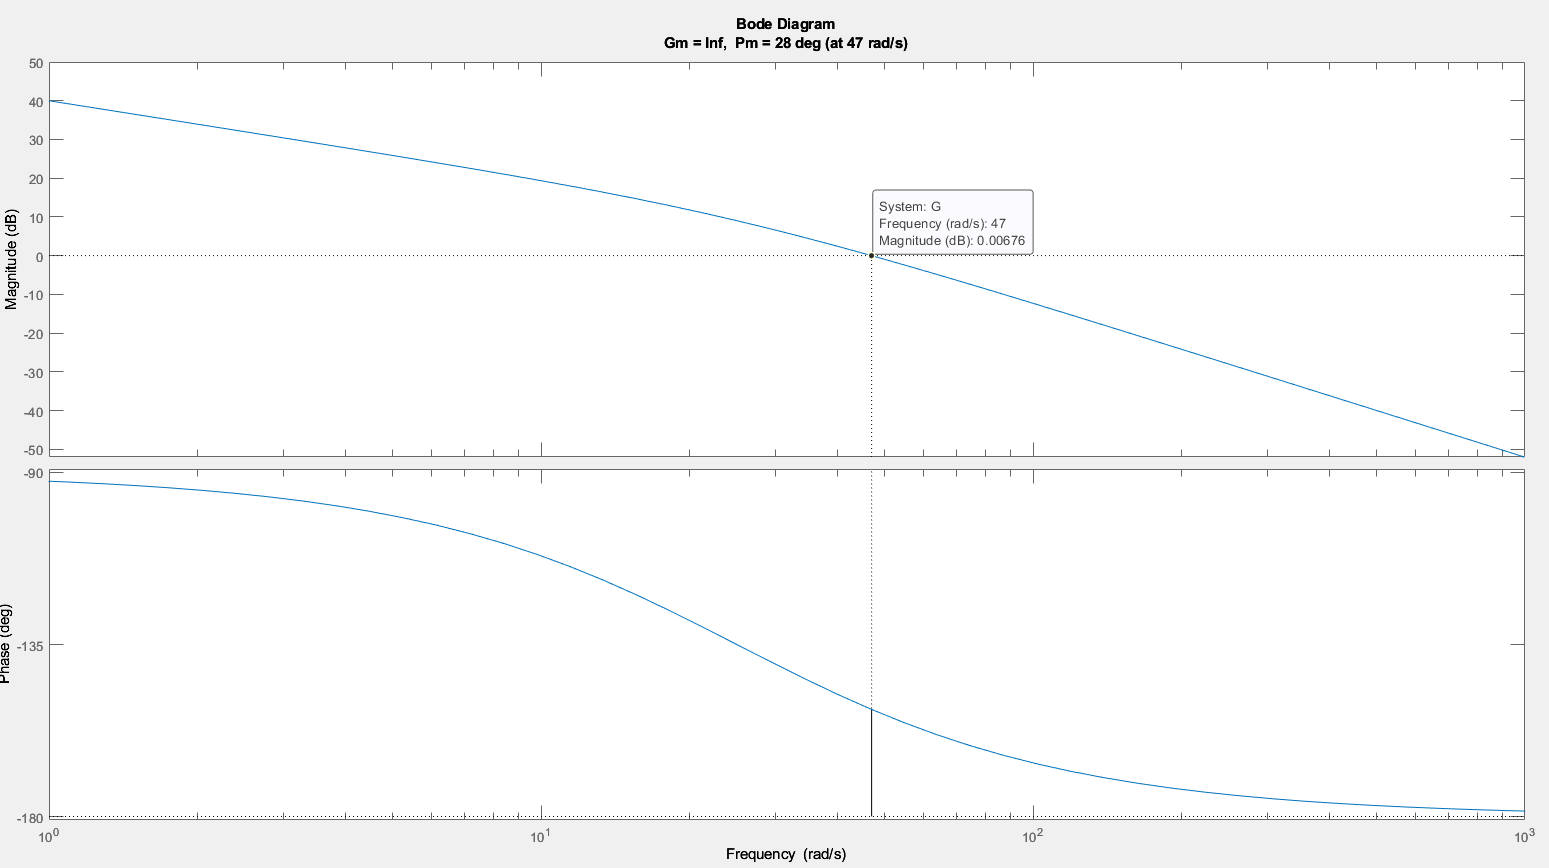 Bode Diagram
Gm = Inf,  Pm = 28 deg (at 47 rad/s)
50
40
30
20
10
0
-10
-20
-30
-40
-50
Magnitude (dB)
System: G
Frequency (rad/s): 47
Magnitude (dB): 0.00676
-90
-135
-180
Phase (deg)
10^0
10^1
10^2
10^3
Frequency (rad/s)